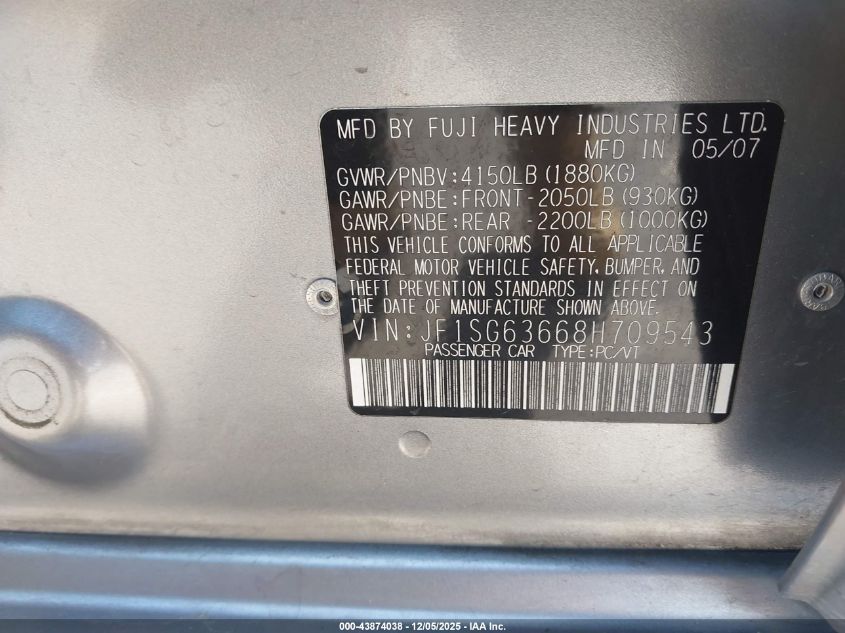 MFD BY FUJI HEAVY INDUSTRIES LTD.
MFD IN 05/07
GVWR/PNBV:4150LB(1880KG)
GAWR/PNBE:FRONT-2050LB(930KG)
GAWR/PNBE:REAR -2200LB(1000KG)
THIS VEHICLE CONFORMS TO ALL APPLICABLE
FEDERAL MOTOR VEHICLE SAFETY, BUMPER, AND
THEFT PREVENTION STANDARDS IN EFFECT ON
THE DATE OF MANUFACTURE SHOWN ABOVE.
VIN:JF1SG63668H709543
PASSENGER CAR TYPE:PC/VT
000-43874038 - 12/05/2025 - IAA Inc.